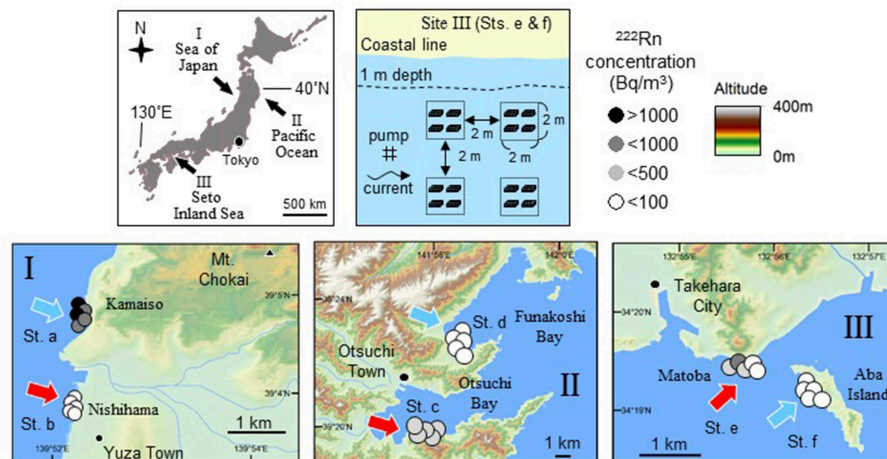 N
I
Sea of
Japan
40°N
130°E
II
Pacific
Ocean
Tokyo
III
Seto
Inland Sea
500 km
Site III (Sts. e & f)
Coastal line
1 m depth
pump
current
2 m
2 m
2 m
2 m
²²²Rn
concentration
(Bq/m³)
>1000
<1000
<500
<100
Altitude
400m
0m
I
Mt.
Chokai
Kamaiso
39°5'N
St. a
39°4'N
Nishihama
St. b
1 km
139°52'E
Yuza Town
139°54'E
141°56'E
142°0'E
39°24'N
St. d
Funakoshi
Bay
Otsuchi
Town
Otsuchi
Bay
II
St. c
39°20'N
1 km
132°55'E
132°56'E
132°57'E
Takehara
City
34°20'N
III
Matoba
Aba
Island
34°19'N
St. e
St. f
1 km